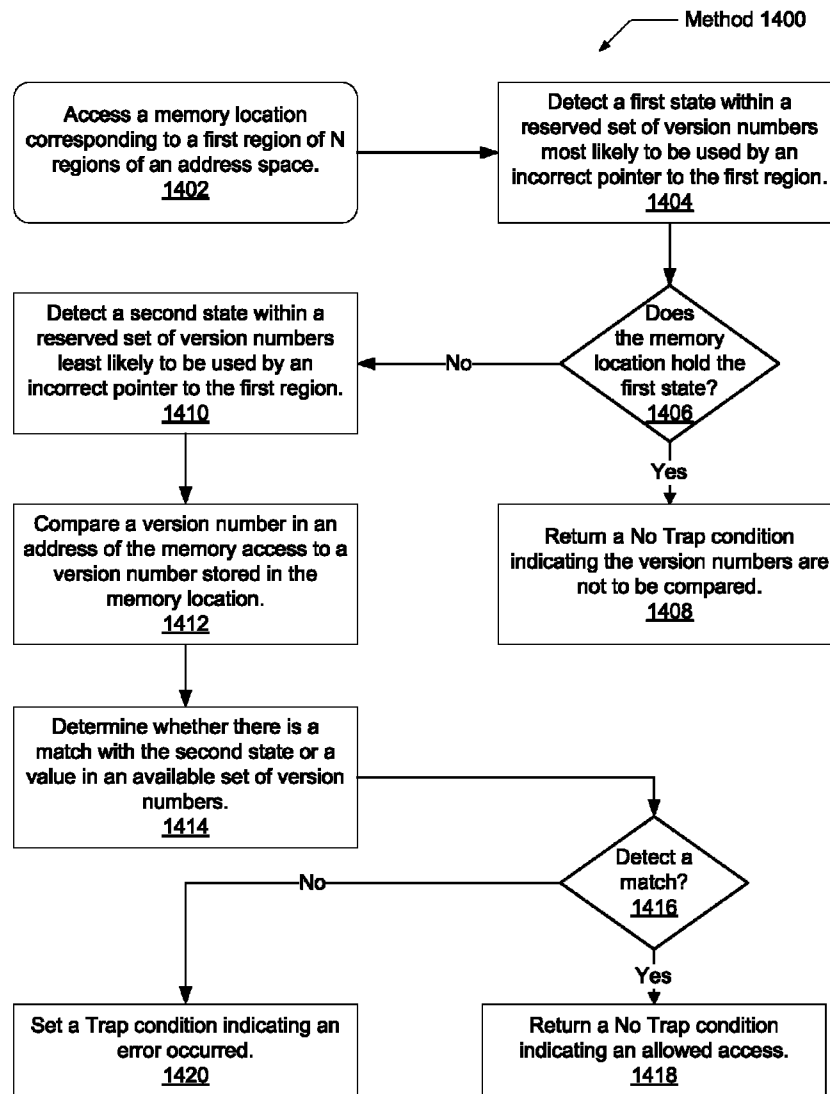 Method 1400
Access a memory location
corresponding to a first region of N
regions of an address space.
1402
Detect a first state within a
reserved set of version numbers
most likely to be used by an
incorrect pointer to the first region.
1404
Does
the memory
location hold the
first state?
1406
No
Yes
Detect a second state within a
reserved set of version numbers
least likely to be used by an
incorrect pointer to the first region.
1410
Return a No Trap condition
indicating the version numbers are
not to be compared.
1408
Compare a version number in an
address of the memory access to a
version number stored in the
memory location.
1412
Determine whether there is a
match with the second state or a
value in an available set of version
numbers.
1414
Detect a
match?
1416
No
Yes
Set a Trap condition indicating an
error occurred.
1420
Return a No Trap condition
indicating an allowed access.
1418